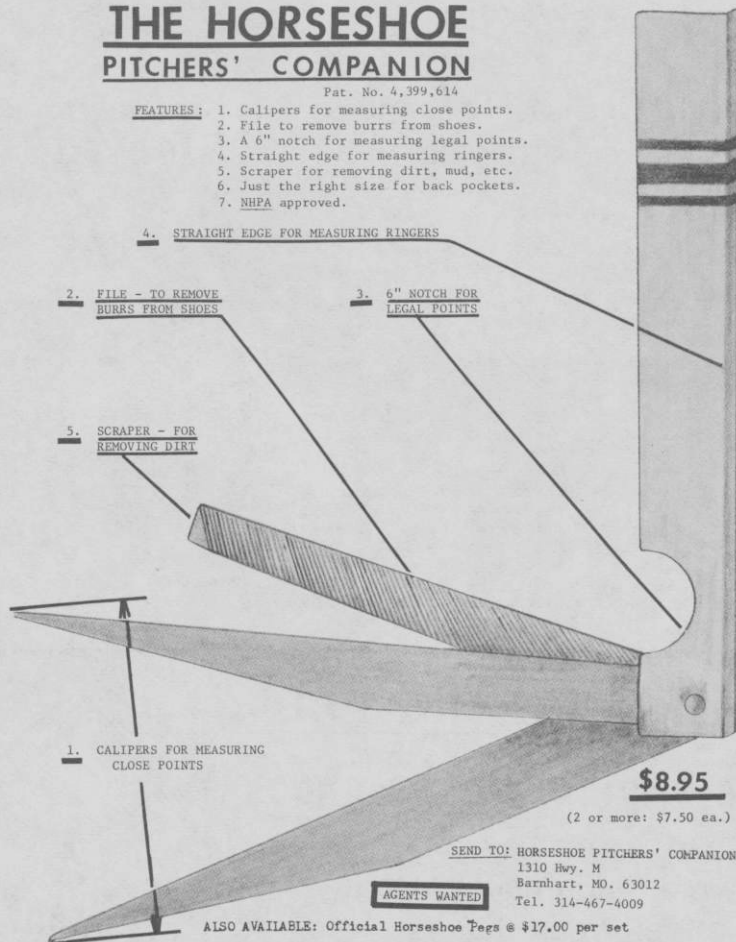 THE HORSESHOE
PITCHERS' COMPANION
Pat. No. 4,399,614
FEATURES: 1. Calipers for measuring close points.
2. File to remove burrs from shoes.
3. A 6" notch for measuring legal points.
4. Straight edge for measuring ringers.
5. Scraper for removing dirt, mud, etc.
6. Just the right size for back pockets.
7. NHPA approved.
4. STRAIGHT EDGE FOR MEASURING RINGERS
2. FILE - TO REMOVE
BURRS FROM SHOES
3. 6" NOTCH FOR
LEGAL POINTS
5. SCRAPER - FOR
REMOVING DIRT
1. CALIPERS FOR MEASURING
CLOSE POINTS
$8.95
(2 or more: $7.50 ea.)
SEND TO: HORSESHOE PITCHERS' COMPANION
1310 Hwy. M
Barnhart, MO. 63012
Tel. 314-467-4009
AGENTS WANTED
ALSO AVAILABLE: Official Horseshoe Pegs @ $17.00 per set